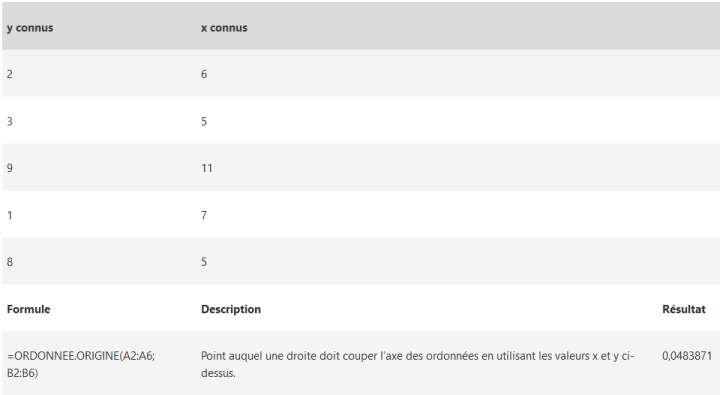 y connus x connus
2 6
3 5
9 11
1 7
8 5
Formule Description Résultat
=ORDONNEE.ORIGINE(A2:A6; Point auquel une droite doit couper l’axe des ordonnées en utilisant les valeurs x et y ci- 0,0483871
B2:B6) dessus.